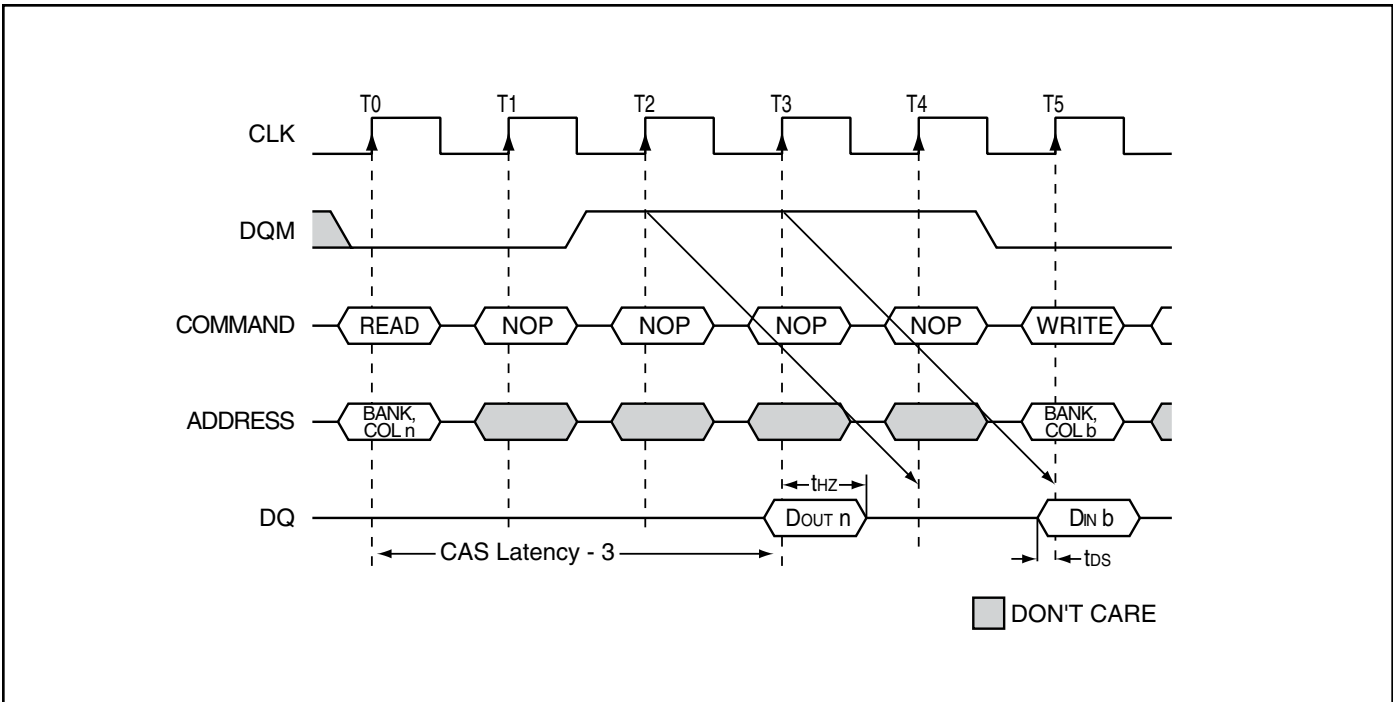 T0 T1 T2 T3 T4 T5
CLK
DQM
COMMAND READ NOP NOP NOP NOP WRITE
ADDRESS BANK, COL n BANK, COL b
tHZ
DQ DOUT n DIN b
CAS Latency - 3 tDS
DON'T CARE